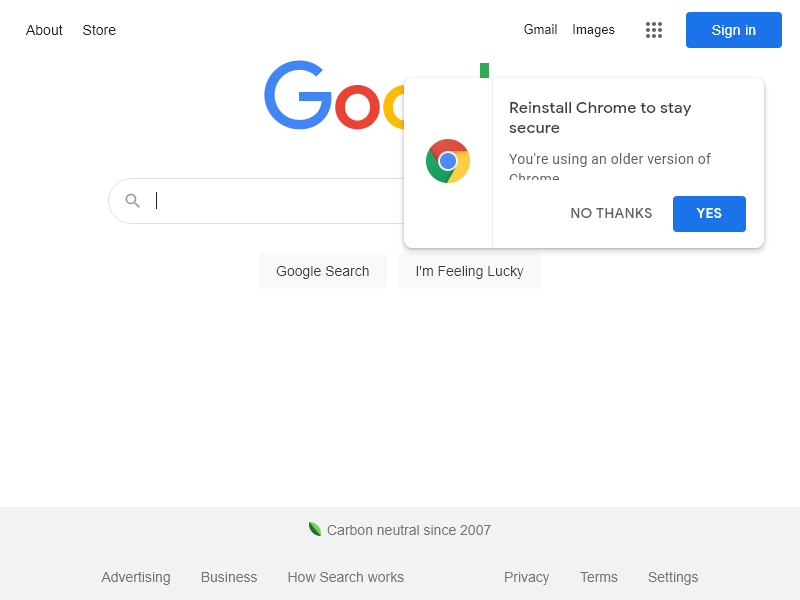 About Store Gmail Images Sign in
Goo
Reinstall Chrome to stay
secure
You're using an older version of
Chrome
NO THANKS YES
Google Search I'm Feeling Lucky
Carbon neutral since 2007
Advertising Business How Search works Privacy Terms Settings